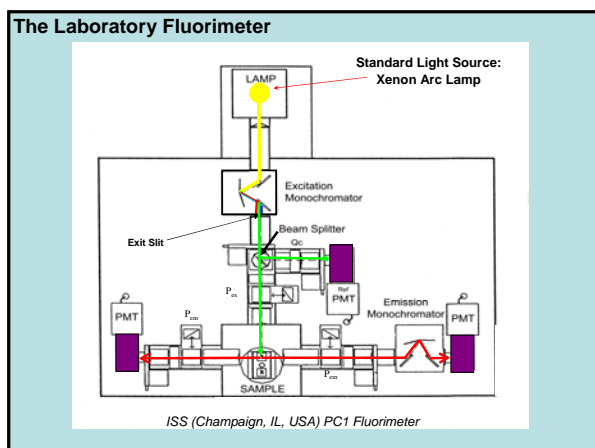 The Laboratory Fluorimeter
Standard Light Source:
Xenon Arc Lamp
LAMP
Excitation
Monochromator
Exit Slit
Beam Splitter
Qc
Pex
Ref
PMT
Emission
Monochromator
PMT
Pem
PMT
Pem
SAMPLE
ISS (Champaign, IL, USA) PC1 Fluorimeter